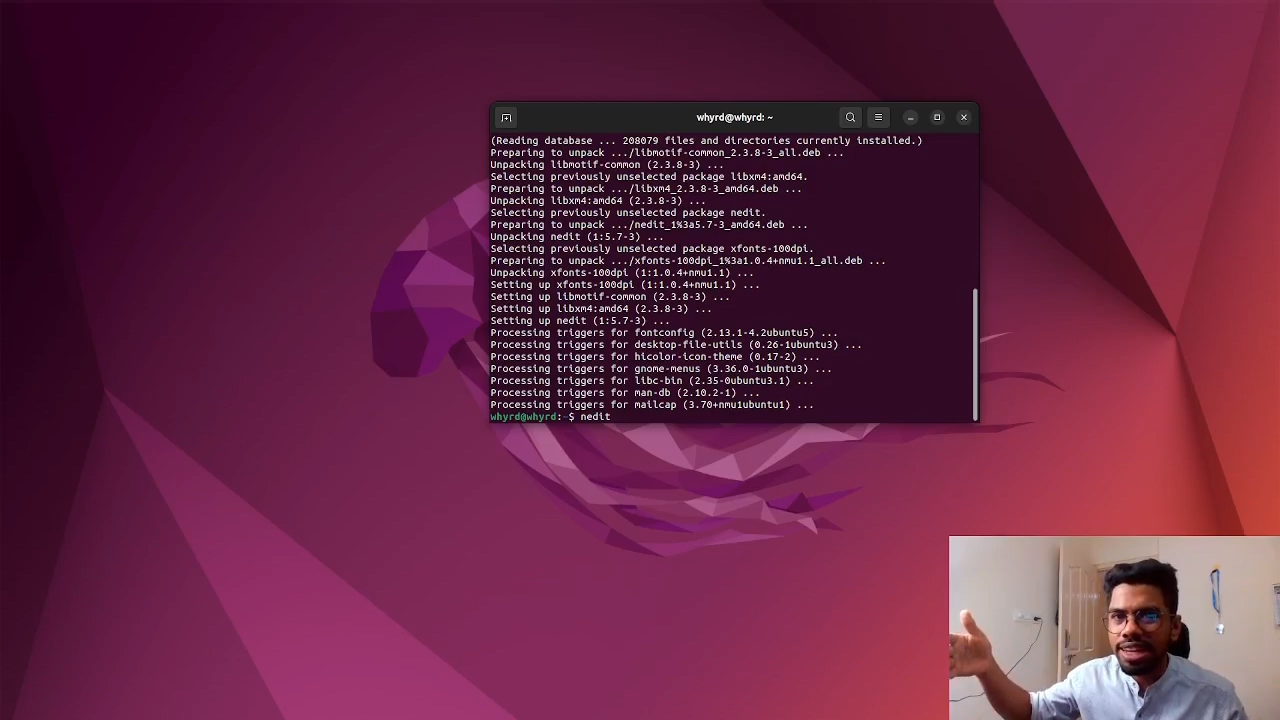 whyrd@whyrd: ~
(Reading database ... 208079 files and directories currently installed.)
Preparing to unpack .../libmotif-common_2.3.8-3_all.deb ...
Unpacking libmotif-common (2.3.8-3) ...
Selecting previously unselected package libxm4:amd64.
Preparing to unpack .../libxm4_2.3.8-3_amd64.deb ...
Unpacking libxm4:amd64 (2.3.8-3) ...
Selecting previously unselected package nedit.
Preparing to unpack .../nedit_1%3a5.7-3_amd64.deb ...
Unpacking nedit (1:5.7-3) ...
Selecting previously unselected package xfonts-100dpi.
Preparing to unpack .../xfonts-100dpi_1%3a1.0.4+nmu1.1_all.deb ...
Unpacking xfonts-100dpi (1:1.0.4+nmu1.1) ...
Setting up xfonts-100dpi (1:1.0.4+nmu1.1) ...
Setting up libmotif-common (2.3.8-3) ...
Setting up libxm4:amd64 (2.3.8-3) ...
Setting up nedit (1:5.7-3) ...
Processing triggers for fontconfig (2.13.1-4.2ubuntu5) ...
Processing triggers for desktop-file-utils (0.26-1ubuntu3) ...
Processing triggers for hicolor-icon-theme (0.17-2) ...
Processing triggers for gnome-menus (3.36.0-1ubuntu3) ...
Processing triggers for libc-bin (2.35-0ubuntu3.1) ...
Processing triggers for man-db (2.10.2-1) ...
Processing triggers for mailcap (3.70+nmu1ubuntu1) ...
whyrd@whyrd:~$ nedit